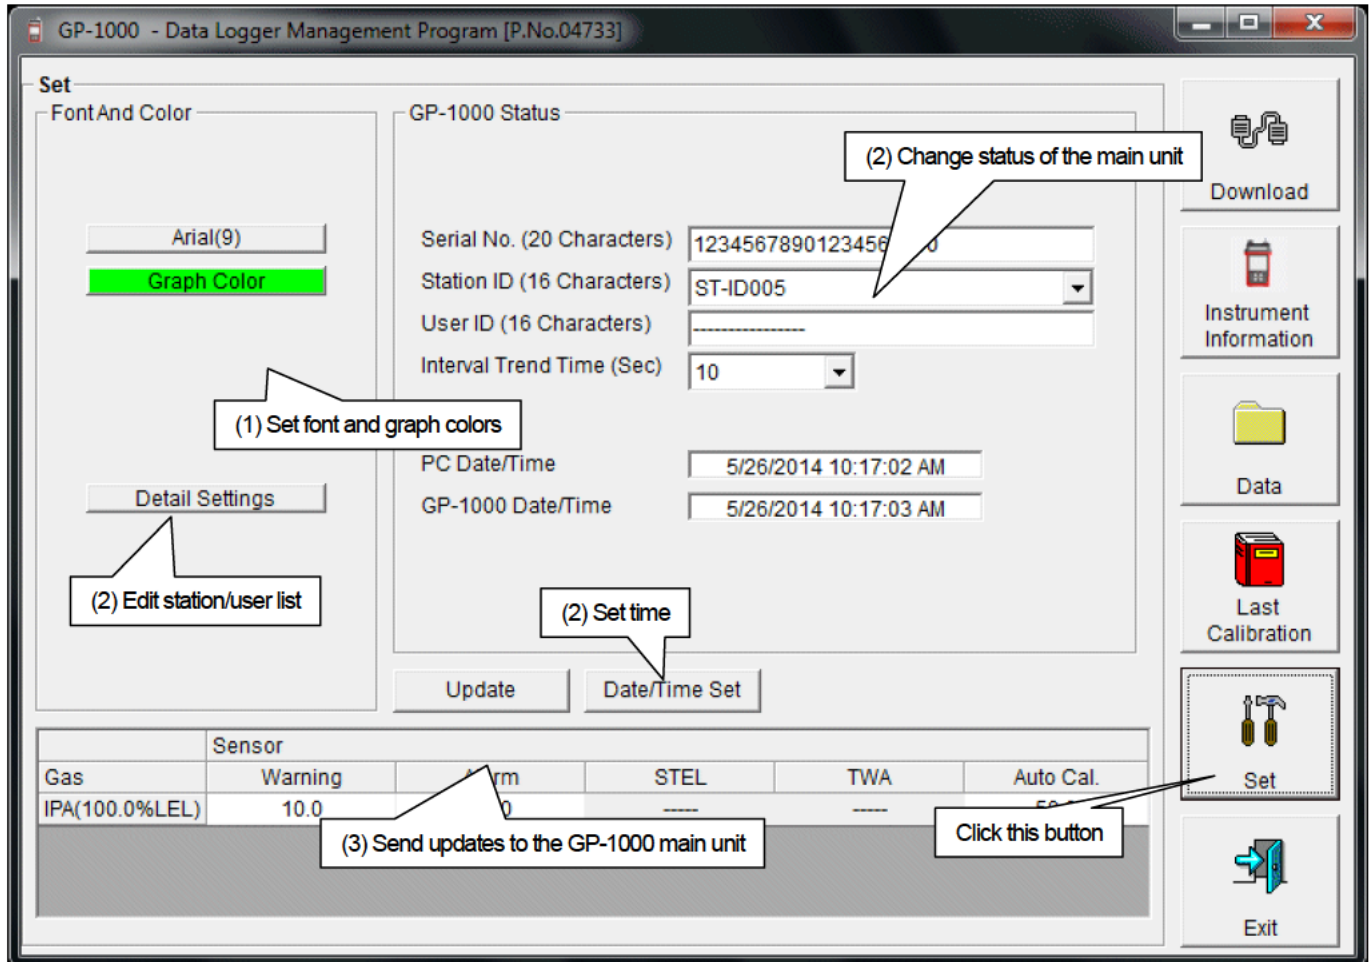 GP-1000 - Data Logger Management Program [P.No.04733]
Set
Font And Color
Arial(9)
Graph Color
(1) Set font and graph colors
Detail Settings
(2) Edit station/user list
GP-1000 Status
(2) Change status of the main unit
Serial No. (20 Characters)
Station ID (16 Characters) ST-ID005
User ID (16 Characters) ----------------
Interval Trend Time (Sec) 10
PC Date/Time 5/26/2014 10:17:02 AM
GP-1000 Date/Time 5/26/2014 10:17:03 AM
(2) Set time
Update Date/Time Set
Sensor
Gas Warning STEL TWA Auto Cal.
IPA(100.0%LEL) 10.0 ----- -----
(3) Send updates to the GP-1000 main unit
Click this button
Download
Instrument
Information
Data
Last
Calibration
Set
Exit